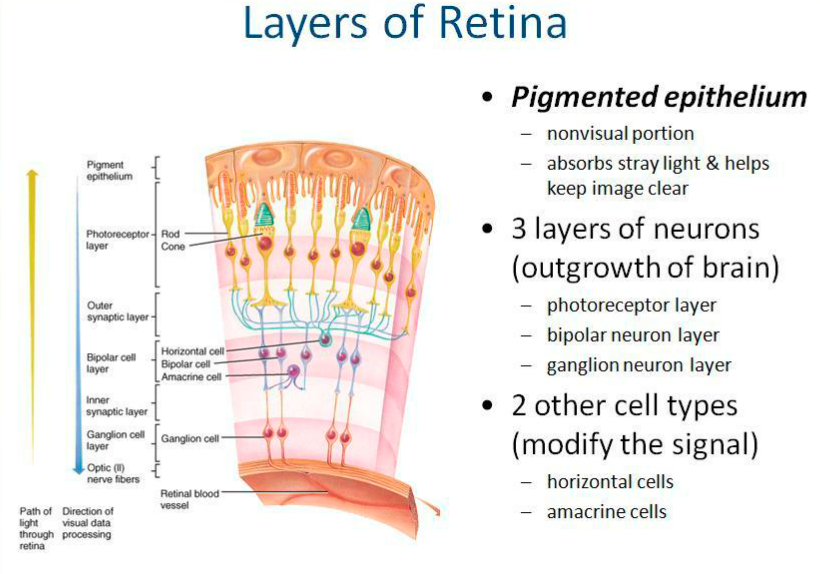 Layers of Retina
Pigment
epithelium
Photoreceptor
layer
Rod
Cone
Outer
synaptic layer
Bipolar cell
layer
Horizontal cell
Bipolar cell
Amacrine cell
Inner
synaptic layer
Ganglion cell
layer
Ganglion cell
Optic (II)
nerve fibers
Retinal blood
vessel
Path of
light
through
retina
Direction of
visual data
processing
• Pigmented epithelium
– nonvisual portion
– absorbs stray light & helps
keep image clear
• 3 layers of neurons
(outgrowth of brain)
– photoreceptor layer
– bipolar neuron layer
– ganglion neuron layer
• 2 other cell types
(modify the signal)
– horizontal cells
– amacrine cells